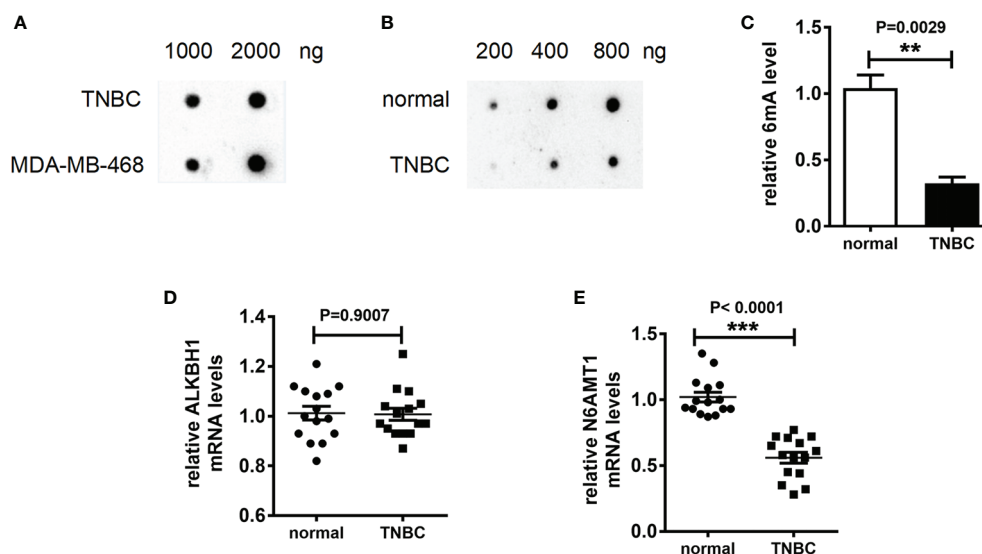 A
1000 2000 ng
TNBC
MDA-MB-468
B
200 400 800 ng
normal
TNBC
C
P=0.0029
**
1.5
1.0
0.5
0.0
relative 6mA level
normal TNBC
D
P=0.9007
1.4
1.2
1.0
0.8
0.6
relative ALKBH1
mRNA levels
normal TNBC
E
P< 0.0001
***
1.5
1.0
0.5
0.0
relative N6AMT1
mRNA levels
normal TNBC